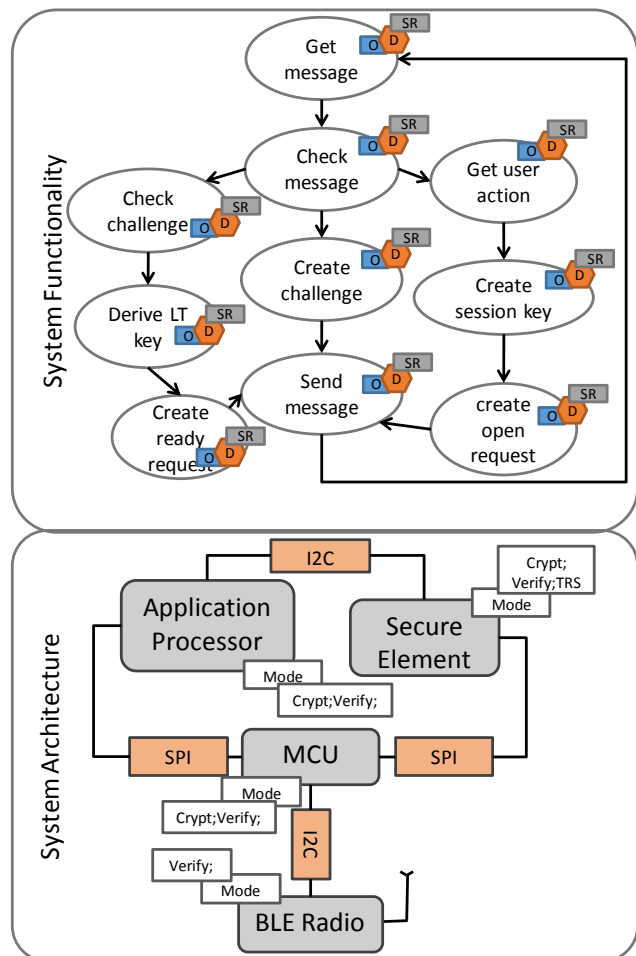 System Functionality
Get
message
O
D
SR
Check
message
O
D
SR
Get user
action
O
D
SR
Check
challenge
O
D
SR
Create
challenge
O
D
SR
Create
session key
O
D
SR
Derive LT
key
O
D
SR
Send
message
O
D
SR
Create
ready
request
O
D
SR
create
open
request
O
D
SR
System Architecture
I2C
Crypt;
Verify;TRS
Mode
Application
Processor
Secure
Element
Mode
Crypt;Verify;
SPI
MCU
SPI
Mode
Crypt;Verify;
I2C
Verify;
Mode
BLE Radio